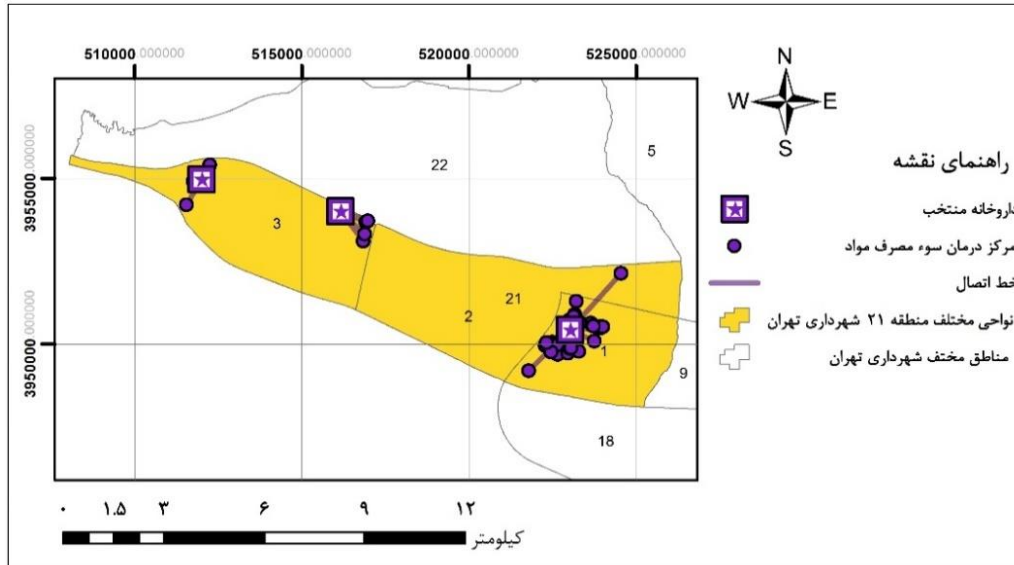 510000.000000 515000.000000 520000.000000 525000.000000
3955000.000000
3950000.000000
N
W E
S
22
5
3
21
2
1
9
18
راهنمای نقشه
داروخانه منتخب
مرکز درمان سوء مصرف مواد
خط اتصال
نواحی مختلف منطقه ۲۱ شهرداری تهران
مناطق مختف شهرداری تهران
۰ ۱.۵ ۳ ۶ ۹ ۱۲
کیلومتر